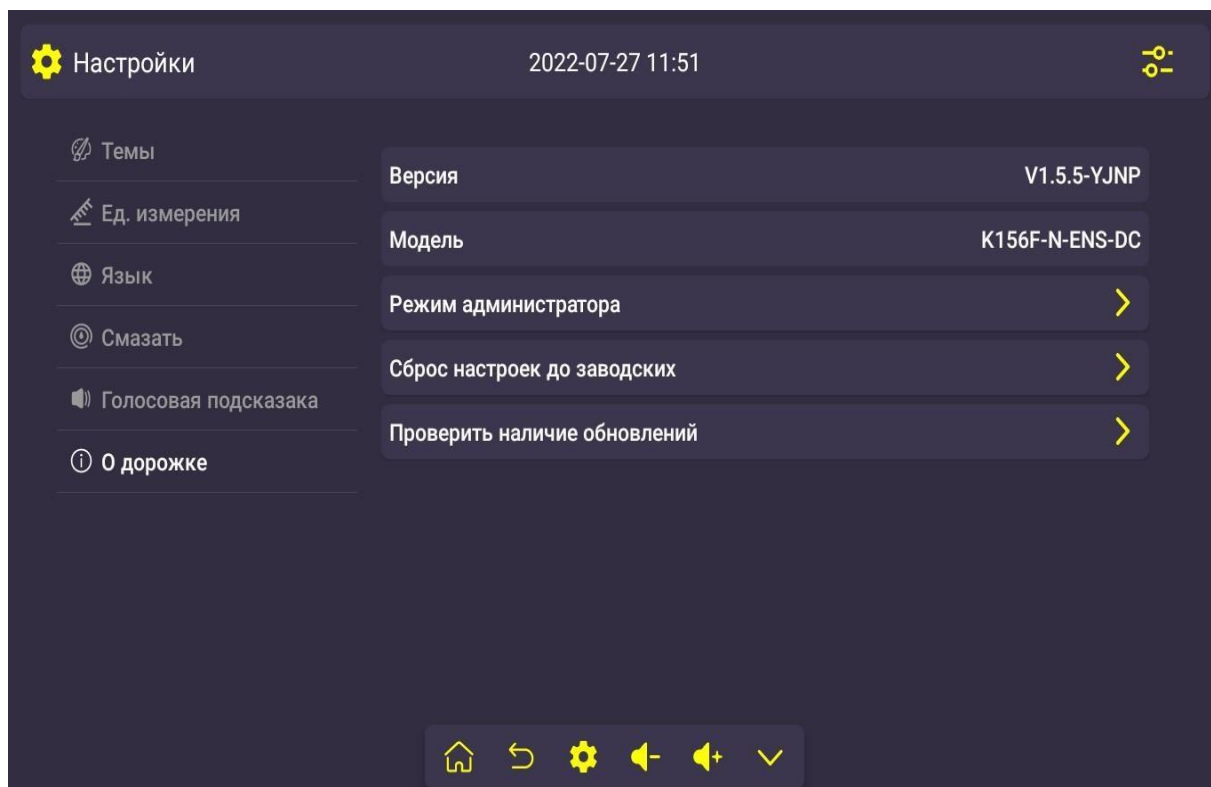 Настройки
2022-07-27 11:51
Темы
Ед. измерения
Язык
Смазать
Голосовая подсказака
О дорожке
Версия
V1.5.5-YJNP
Модель
K156F-N-ENS-DC
Режим администратора
Сброс настроек до заводских
Проверить наличие обновлений